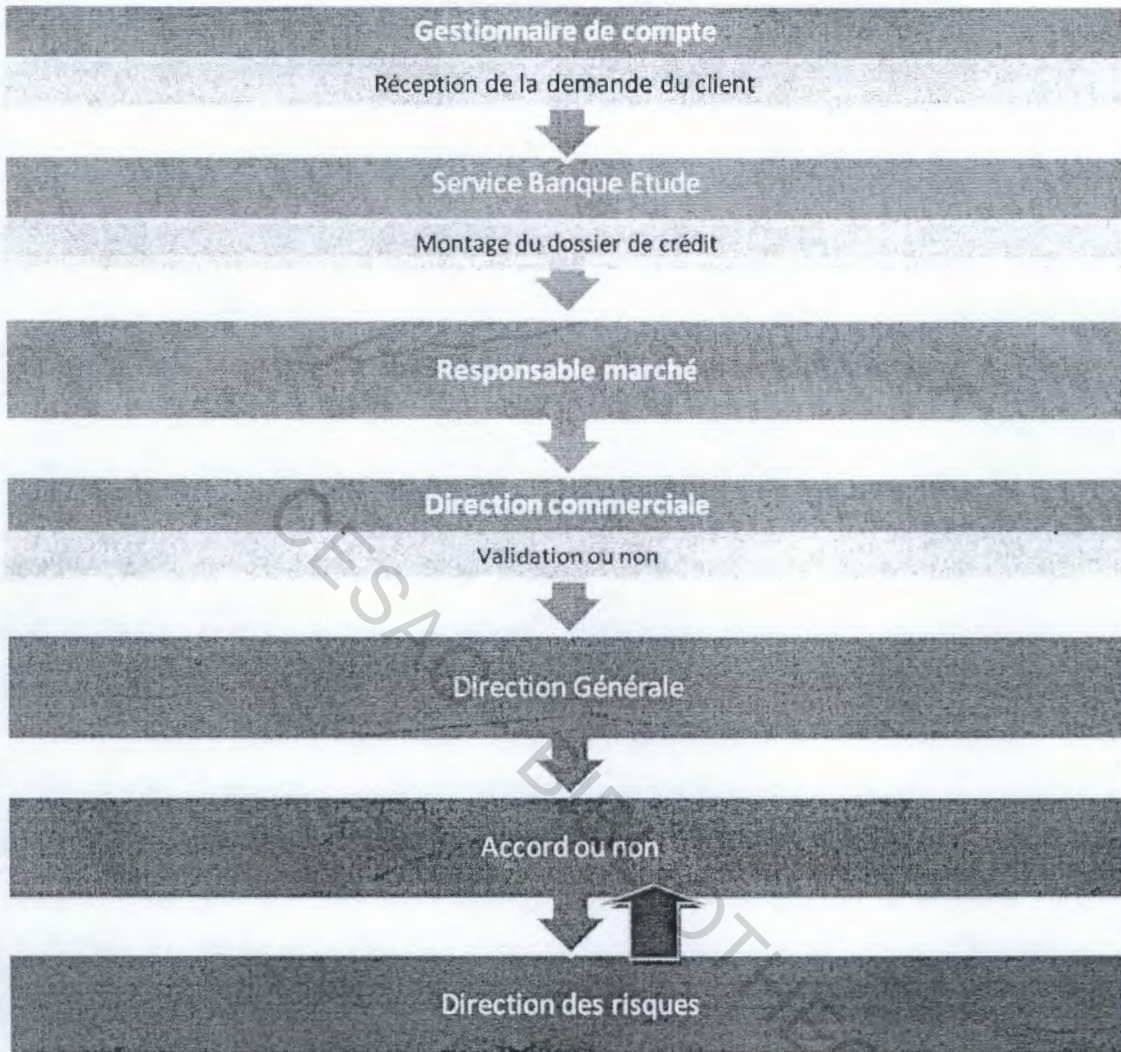 Gestionnaire de compte
Réception de la demande du client
Service Banque Etude
Montage du dossier de crédit
Responsable marché
Direction commerciale
Validation ou non
Direction Générale
Accord ou non
Direction des risques
CESAG